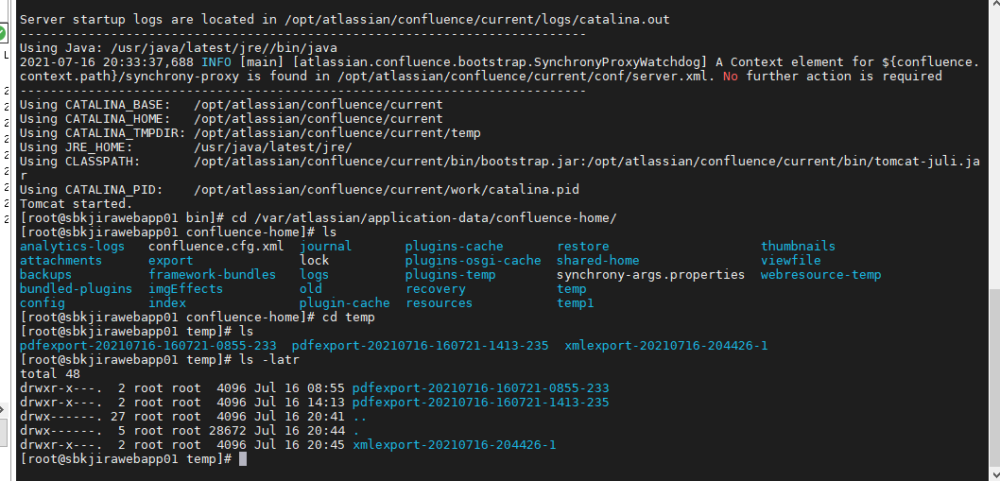 Server startup logs are located in /opt/atlassian/confluence/current/logs/catalina.out
---------------------------------------------------------------------------
Using Java: /usr/java/latest/jre//bin/java
2021-07-16 20:33:37,688 INFO [main] [atlassian.confluence.bootstrap.SynchronyProxyWatchdog] A Context element for ${confluence.
context.path}/synchrony-proxy is found in /opt/atlassian/confluence/current/conf/server.xml. No further action is required
---------------------------------------------------------------------------
Using CATALINA_BASE:   /opt/atlassian/confluence/current
Using CATALINA_HOME:   /opt/atlassian/confluence/current
Using CATALINA_TMPDIR: /opt/atlassian/confluence/current/temp
Using JRE_HOME:        /usr/java/latest/jre/
Using CLASSPATH:       /opt/atlassian/confluence/current/bin/bootstrap.jar:/opt/atlassian/confluence/current/bin/tomcat-juli.ja
r
Using CATALINA_PID:    /opt/atlassian/confluence/current/work/catalina.pid
Tomcat started.
[root@sbkjirawebapp01 bin]# cd /var/atlassian/application-data/confluence-home/
[root@sbkjirawebapp01 confluence-home]# ls
analytics-logs   confluence.cfg.xml  journal       plugins-cache       restore                    thumbnails
attachments      export              lock          plugins-osgi-cache  shared-home                viewfile
backups          framework-bundles   logs          plugins-temp        synchrony-args.properties  webresource-temp
bundled-plugins  imgEffects          old           recovery            temp
config           index               plugin-cache  resources           temp1
[root@sbkjirawebapp01 confluence-home]# cd temp
[root@sbkjirawebapp01 temp]# ls
pdfexport-20210716-160721-0855-233  pdfexport-20210716-160721-1413-235  xmlexport-20210716-204426-1
[root@sbkjirawebapp01 temp]# ls -latr
total 48
drwxr-x---.  2 root root  4096 Jul 16 08:55 pdfexport-20210716-160721-0855-233
drwxr-x---.  2 root root  4096 Jul 16 14:13 pdfexport-20210716-160721-1413-235
drwx------. 27 root root  4096 Jul 16 20:41 ..
drwx------.  5 root root 28672 Jul 16 20:44 .
drwxr-x---.  2 root root  4096 Jul 16 20:45 xmlexport-20210716-204426-1
[root@sbkjirawebapp01 temp]#